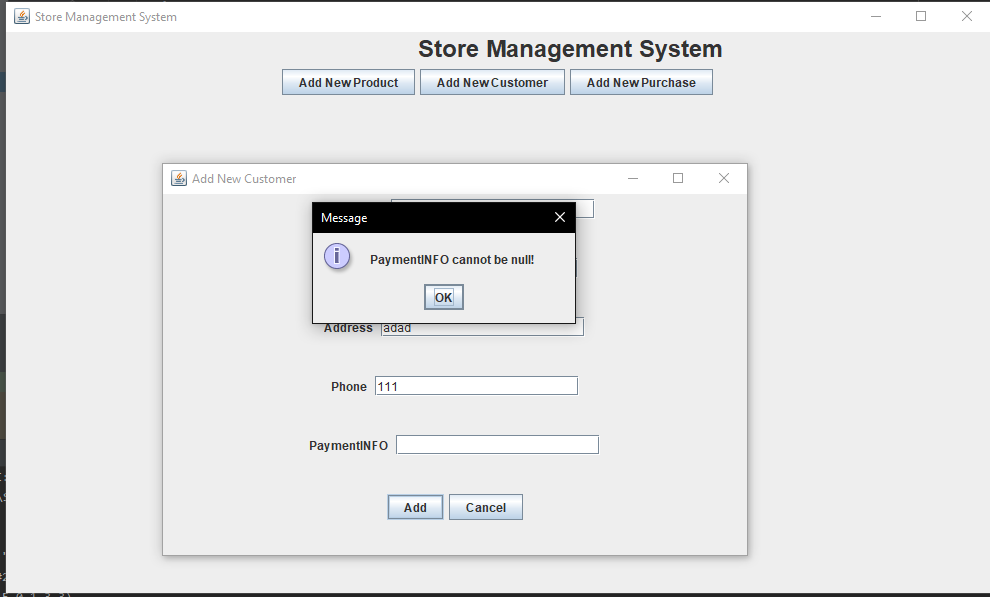 Store Management System
Store Management System
Add New Product Add New Customer Add New Purchase
Add New Customer
Message
PaymentINFO cannot be null!
OK
Address adad
Phone 111
PaymentINFO
Add Cancel